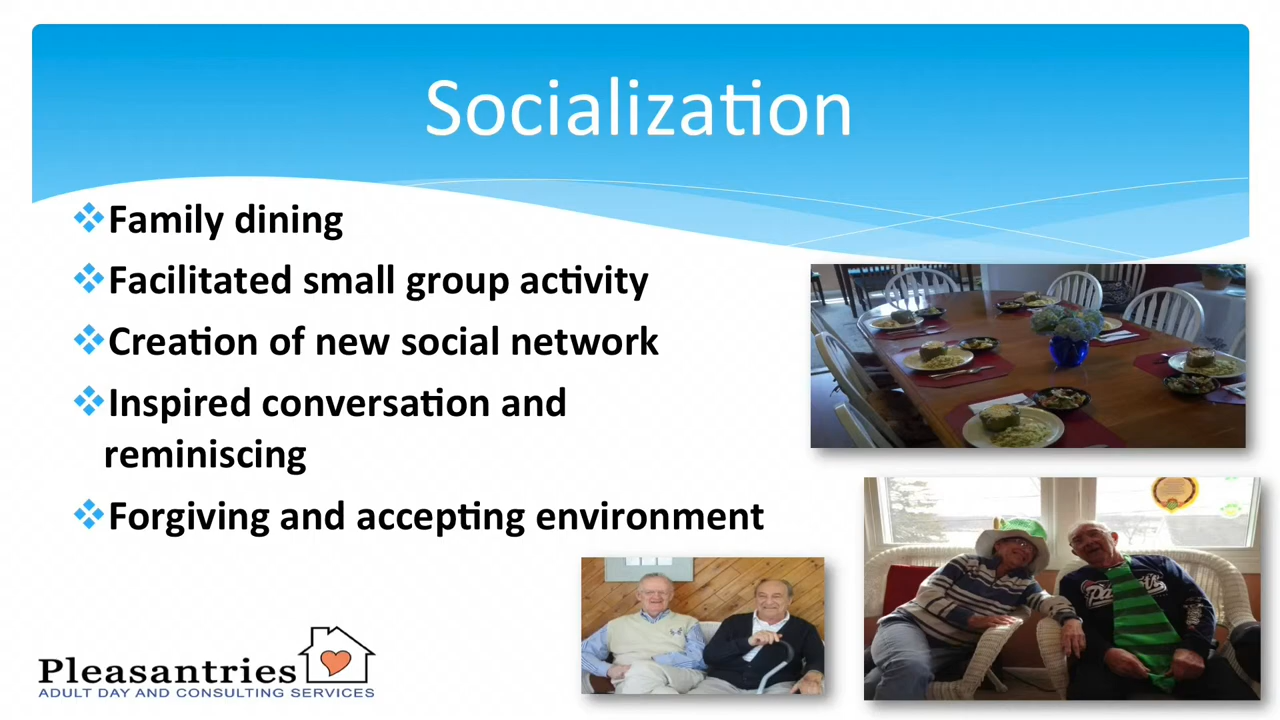 Socialization
Family dining
Facilitated small group activity
Creation of new social network
Inspired conversation and
reminiscing
Forgiving and accepting environment
Pleasantries
ADULT DAY AND CONSULTING SERVICES